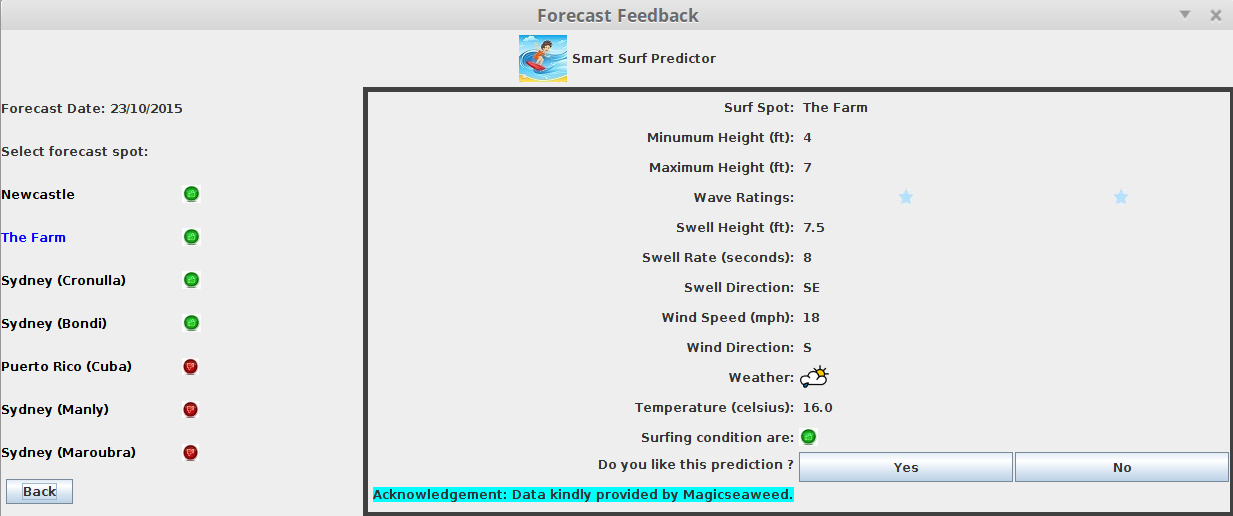 Forecast Feedback
Smart Surf Predictor
Forecast Date: 23/10/2015
Select forecast spot:
Newcastle
The Farm
Sydney (Cronulla)
Sydney (Bondi)
Puerto Rico (Cuba)
Sydney (Manly)
Sydney (Maroubra)
Back
Surf Spot: The Farm
Minumum Height (ft): 4
Maximum Height (ft): 7
Wave Ratings:
Swell Height (ft): 7.5
Swell Rate (seconds): 8
Swell Direction: SE
Wind Speed (mph): 18
Wind Direction: S
Weather:
Temperature (celsius): 16.0
Surfing condition are:
Do you like this prediction ? Yes No
Acknowledgement: Data kindly provided by Magicseaweed.